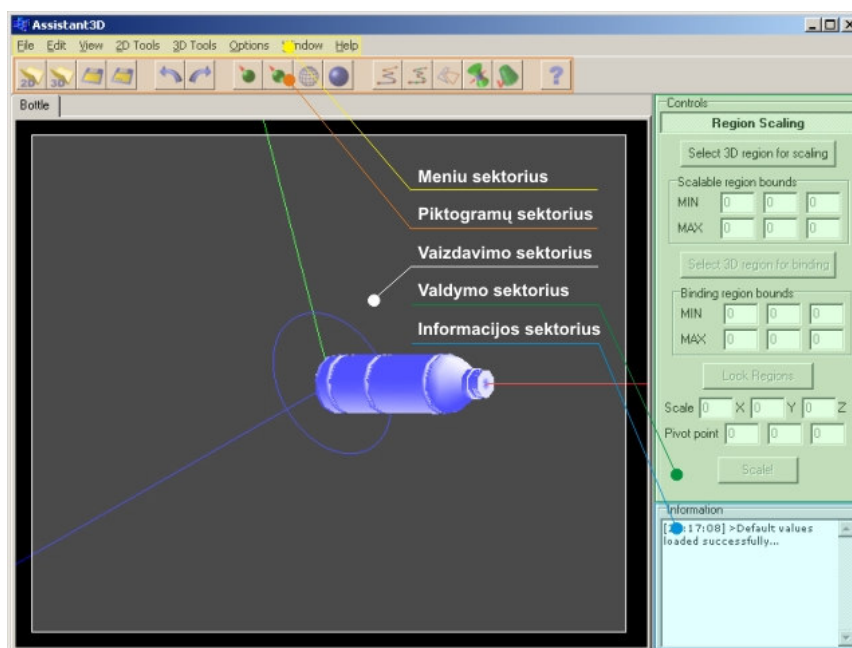 Assistant3D
File Edit View 2D Tools 3D Tools Options Window Help
2D 3D ?
Bottle
Meniu sektorius
Piktogramų sektorius
Vaizdavimo sektorius
Valdymo sektorius
Informacijos sektorius
Controls
Region Scaling
Select 3D region for scaling
Scalable region bounds
MIN 0 0 0
MAX 0 0 0
Select 3D region for binding
Binding region bounds
MIN 0 0 0
MAX 0 0 0
Lock Regions
Scale 0 X 0 Y 0 Z
Pivot point 0 0 0
Scale!
Information
:17:08] >Default values
loaded successfully...